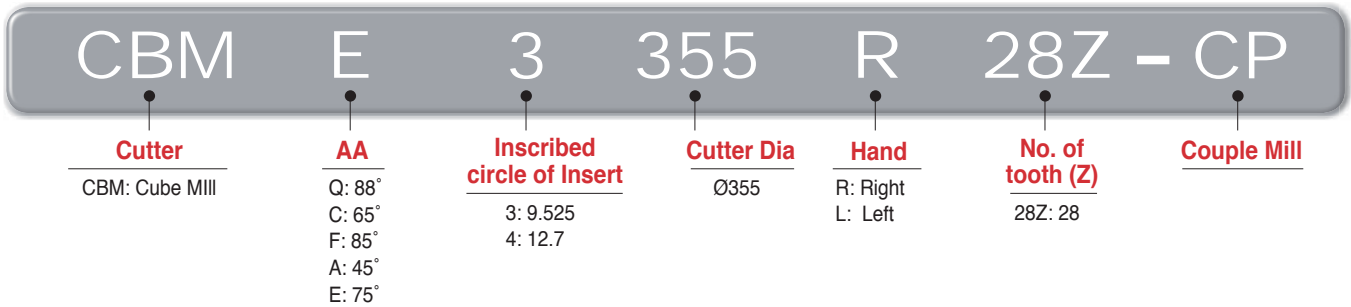 CBM E 3 355 R 28Z - CP
Cutter
CBM: Cube MIll
AA
Q: 88°
C: 65°
F: 85°
A: 45°
E: 75°
Inscribed
circle of Insert
3: 9.525
4: 12.7
Cutter Dia
Ø355
Hand
R: Right
L: Left
No. of
tooth (Z)
28Z: 28
Couple Mill